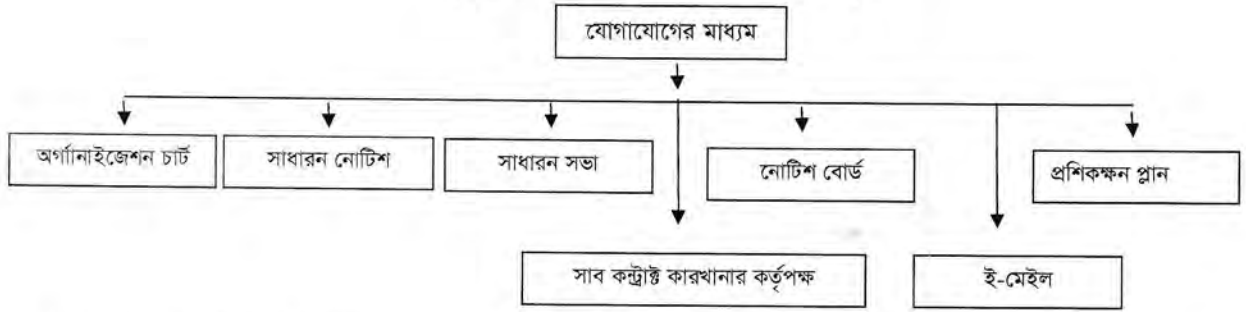 যোগাযোগের মাধ্যম
অর্গাানাইজেশন চার্ট
সাধারন নোটিশ
সাধারন সভা
নোটিশ বোর্ড
প্রশিকক্ষন প্লান
সাব কন্ট্রাক্ট কারখানার কর্তৃপক্ষ
ই-মেইল